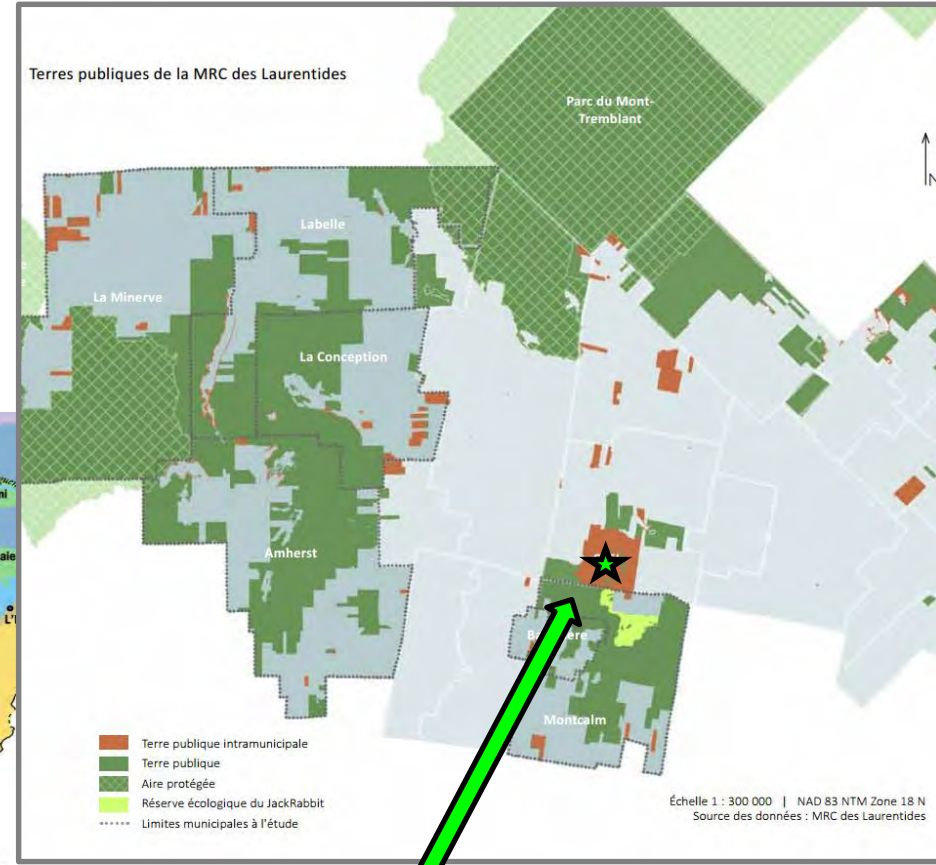 Terres publiques de la MRC des Laurentides
Parc du Mont-
Tremblant
N
Labelle
La Minerve
La Conception
Amherst
Montcalm
Terre publique intramunicipale
Terre publique
Aire protégée
Réserve écologique du JackRabbit
Limites municipales à l'étude
Échelle 1 : 300 000 | NAD 83 NTM Zone 18 N
Source des données : MRC des Laurentides